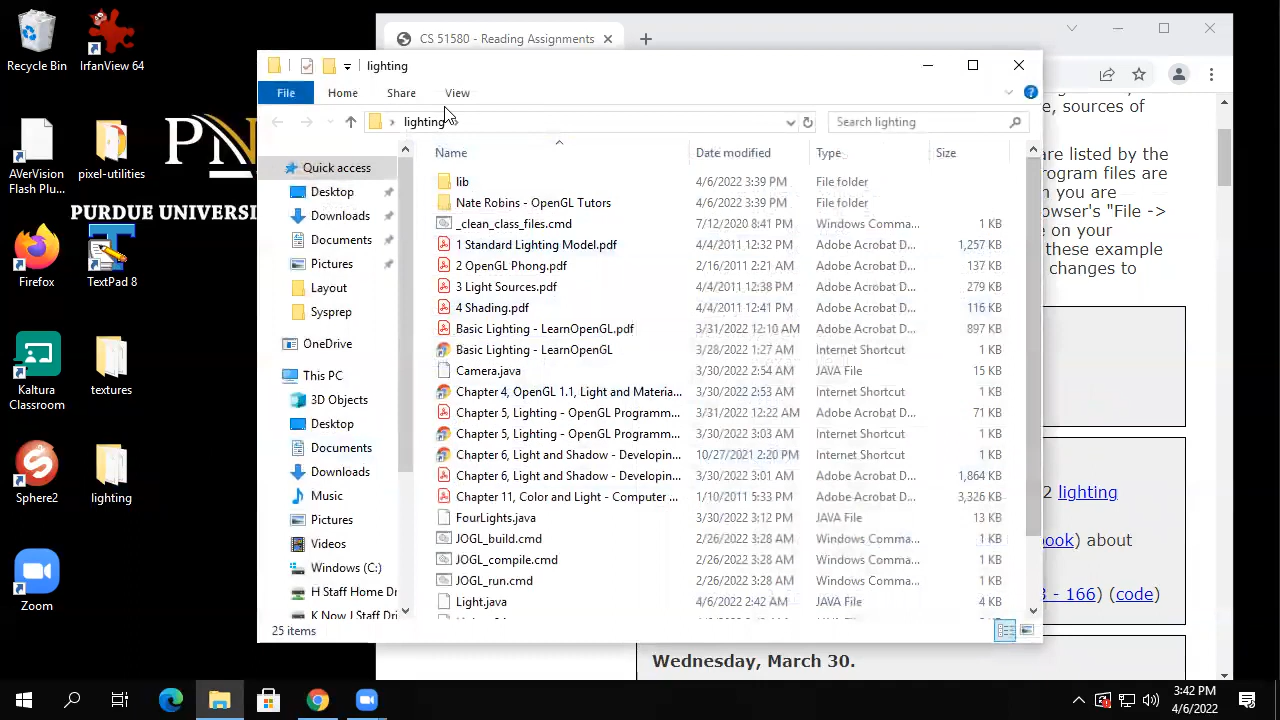 Recycle Bin
IrfanView 64
AVerVision
Flash Plu...
pixel-utilities
PN
PURDUE UNIVERSI
Firefox
TextPad 8
Kaltura
Classroom
textures
Sphere2
lighting
Zoom
CS 51580 - Reading Assignments
lighting
File
Home
Share
View
lighting
Search lighting
Quick access
Desktop
Downloads
Documents
Pictures
Layout
Sysprep
OneDrive
This PC
3D Objects
Desktop
Documents
Downloads
Music
Pictures
Videos
Windows (C:)
H Staff Home Dr
K Now I Staff Dri
Name Date modified Type Size
lib 4/6/2022 3:39 PM File folder
Nate Robins - OpenGL Tutors 4/6/2022 3:39 PM File folder
_clean_class_files.cmd 7/12/2020 8:41 PM Windows Comma... 1 KB
1 Standard Lighting Model.pdf 4/4/2011 12:32 PM Adobe Acrobat D... 1,257 KB
2 OpenGL Phong.pdf 2/16/2011 2:21 AM Adobe Acrobat D... 137 KB
3 Light Sources.pdf 4/4/2011 12:38 PM Adobe Acrobat D... 279 KB
4 Shading.pdf 4/4/2011 12:41 PM Adobe Acrobat D... 116 KB
Basic Lighting - LearnOpenGL.pdf 3/31/2022 12:10 AM Adobe Acrobat D... 897 KB
Basic Lighting - LearnOpenGL 3/28/2022 1:27 AM Internet Shortcut 1 KB
Camera.java 3/30/2022 2:54 AM JAVA File 15 KB
Chapter 4, OpenGL 1.1, Light and Materia... 3/30/2022 2:53 AM Internet Shortcut 1 KB
Chapter 5, Lighting - OpenGL Programm... 3/31/2022 12:22 AM Adobe Acrobat D... 71 KB
Chapter 5, Lighting - OpenGL Programm... 3/30/2022 3:03 AM Internet Shortcut 1 KB
Chapter 6, Light and Shadow - Developin... 10/27/2021 2:20 PM Internet Shortcut 1 KB
Chapter 6, Light and Shadow - Developin... 3/30/2022 3:01 AM Adobe Acrobat D... 1,864 KB
Chapter 11, Color and Light - Computer ... 1/10/2011 5:33 PM Adobe Acrobat D... 3,326 KB
FourLights.java 3/30/2022 3:12 PM JAVA File 13 KB
JOGL_build.cmd 2/26/2022 3:28 AM Windows Comma... 1 KB
JOGL_compile.cmd 2/26/2022 3:28 AM Windows Comma... 1 KB
JOGL_run.cmd 2/26/2022 3:28 AM Windows Comma... 1 KB
Light.java 4/6/2022 2:42 AM JAVA File 4 KB
25 items
e, sources of
are listed by the
rogram files are
n you are
owser's "File ->
e on your
these example
changes to
2 lighting
ook) about
3 - 166) (code)
Wednesday, March 30.
3:42 PM
4/6/2022